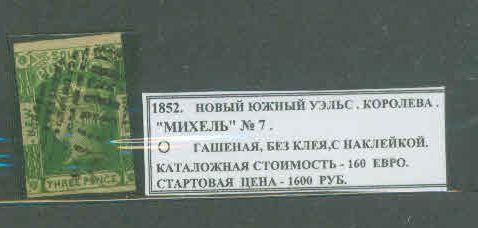 THREE PENCE
1852. НОВЫЙ ЮЖНЫЙ УЭЛЬС . КОРОЛЕВА .
"МИХЕЛЬ" № 7 .
ГАШЕНАЯ, БЕЗ КЛЕЯ,С НАКЛЕЙКОЙ.
КАТАЛОЖНАЯ СТОИМОСТЬ - 160 ЕВРО.
СТАРТОВАЯ ЦЕНА - 1600 РУБ.